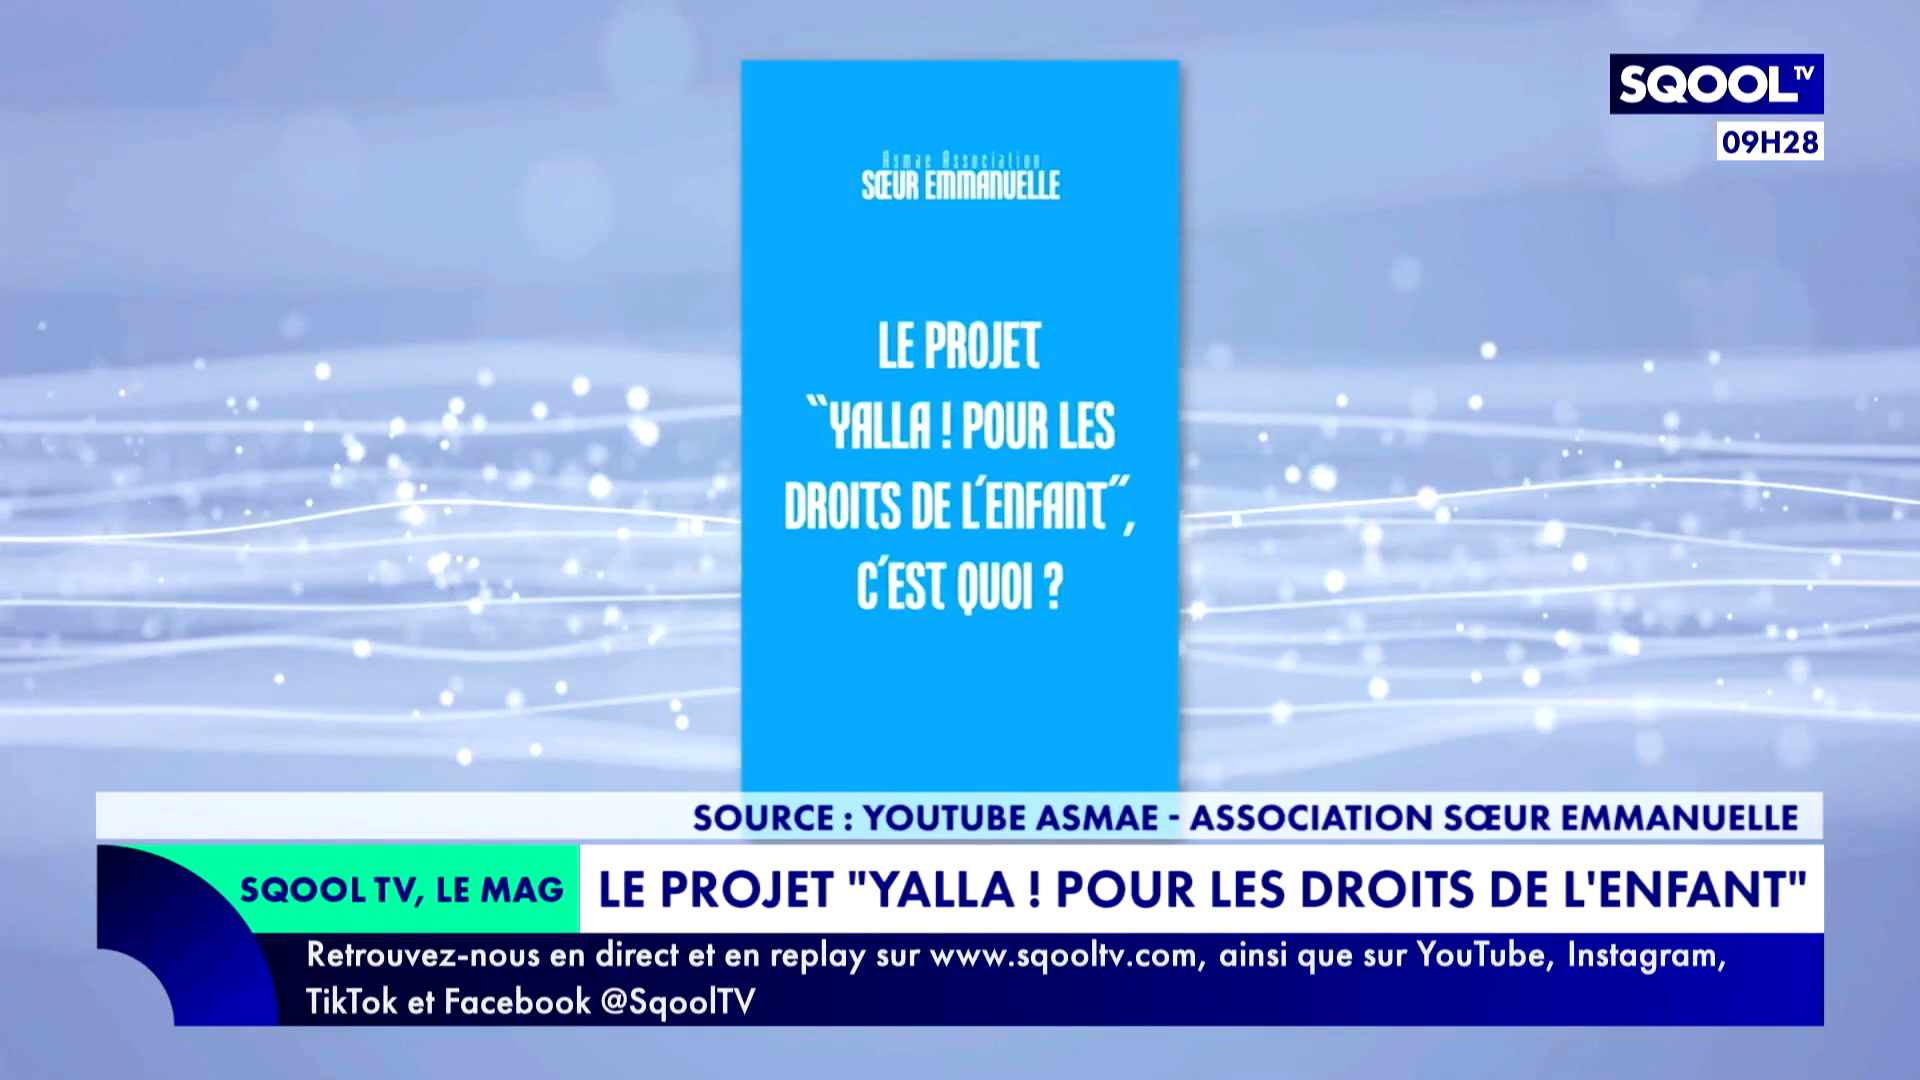 SQOOL TV
09H28
Asmae Association
SŒUR EMMANUELLE
LE PROJET
“YALLA ! POUR LES
DROITS DE L'ENFANT”,
C'EST QUOI ?
SOURCE : YOUTUBE ASMAE - ASSOCIATION SŒUR EMMANUELLE
SQOOL TV, LE MAG
LE PROJET "YALLA ! POUR LES DROITS DE L'ENFANT"
Retrouvez-nous en direct et en replay sur www.sqooltv.com, ainsi que sur YouTube, Instagram,
TikTok et Facebook @SqoolTV